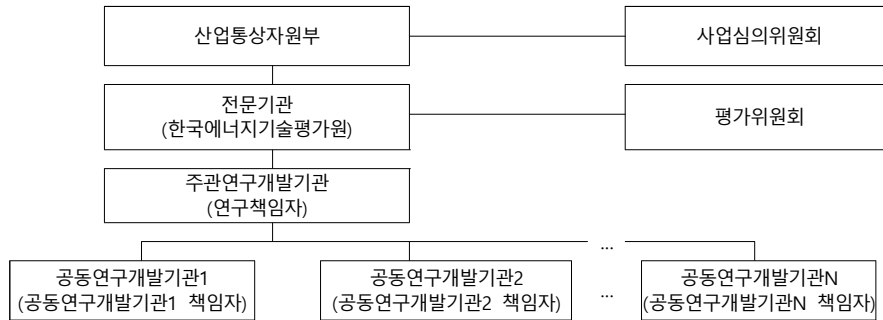 산업통상자원부
사업심의위원회
전문기관
(한국에너지기술평가원)
평가위원회
주관연구개발기관
(연구책임자)
...
공동연구개발기관1
(공동연구개발기관1 책임자)
공동연구개발기관2
(공동연구개발기관2 책임자)
...
공동연구개발기관N
(공동연구개발기관N 책임자)